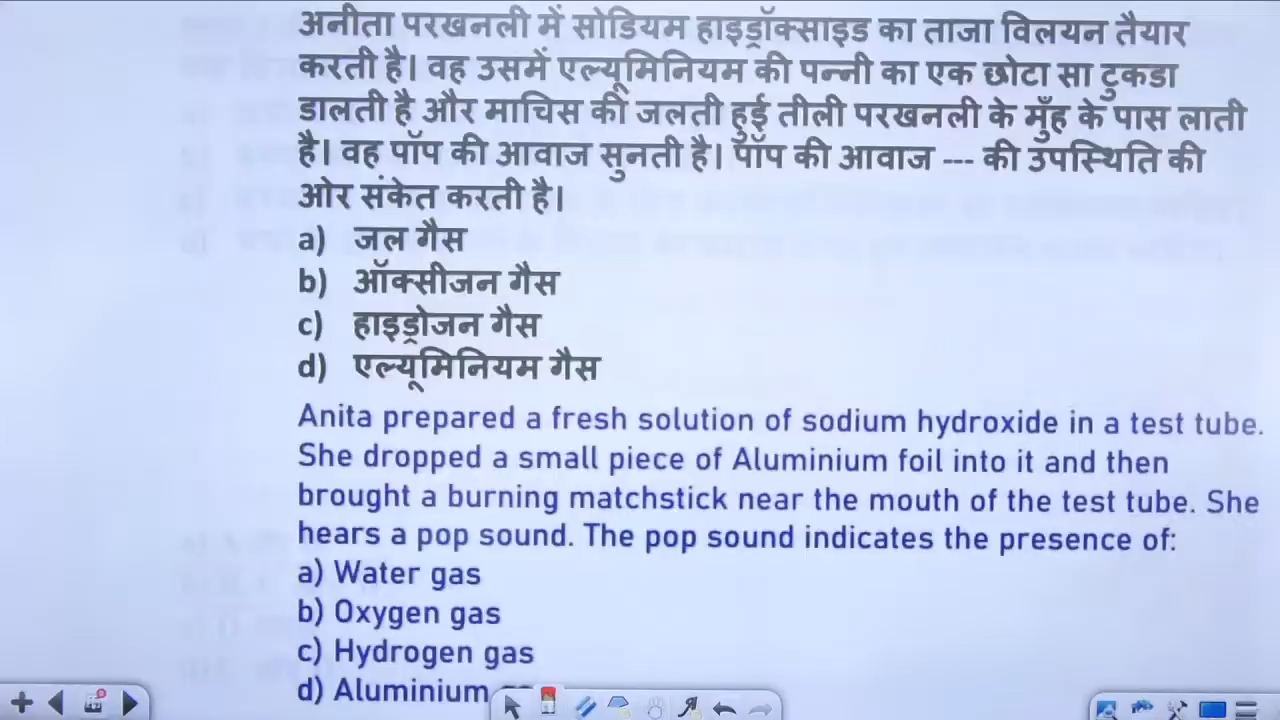 अनीता परखनली में सोडियम हाइड्रॉक्साइड का ताजा विलयन तैयार
करती है। वह उसमें एल्यूमिनियम की पन्नी का एक छोटा सा टुकडा
डालती है और माचिस की जलती हुई तीली परखनली के मुँह के पास लाती
है। वह पॉप की आवाज सुनती है। पॉप की आवाज --- की उपस्थिति की
ओर संकेत करती है।
a) जल गैस
b) ऑक्सीजन गैस
c) हाइड्रोजन गैस
d) एल्यूमिनियम गैस
Anita prepared a fresh solution of sodium hydroxide in a test tube.
She dropped a small piece of Aluminium foil into it and then
brought a burning matchstick near the mouth of the test tube. She
hears a pop sound. The pop sound indicates the presence of:
a) Water gas
b) Oxygen gas
c) Hydrogen gas
d) Aluminium